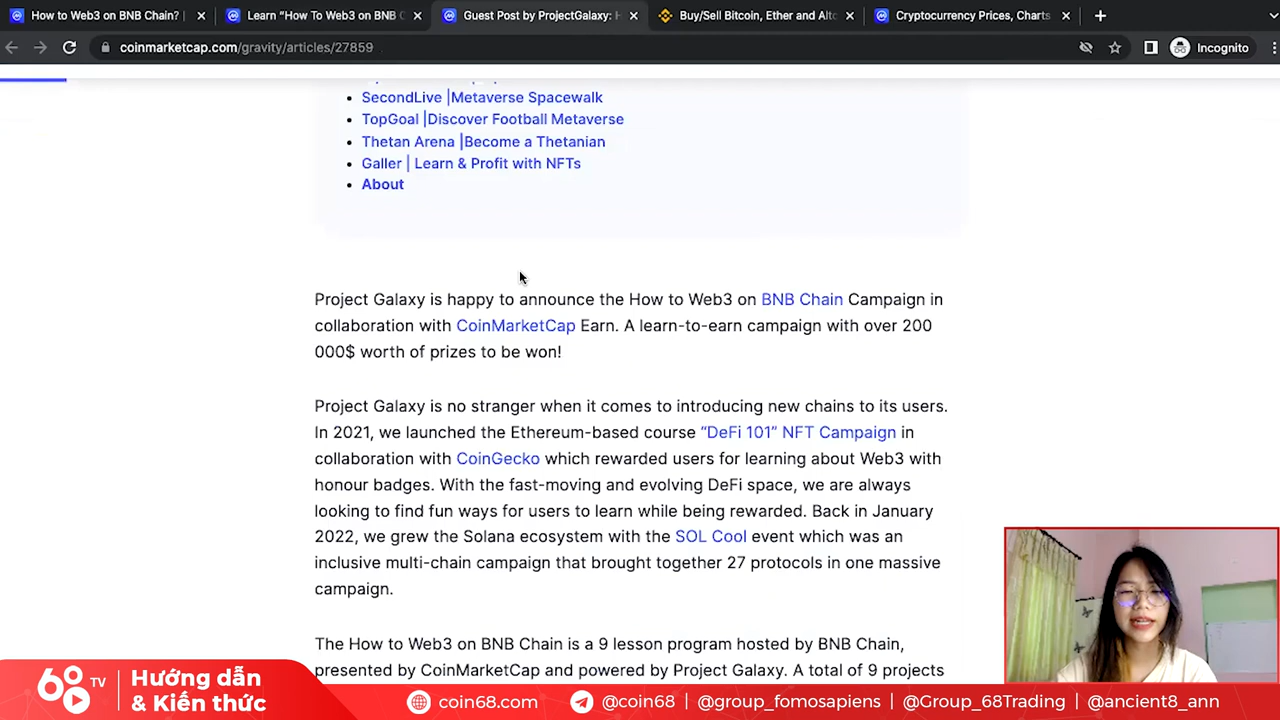 How to Web3 on BNB Chain? |
Learn “How To Web3 on BNB C
Guest Post by ProjectGalaxy: H
Buy/Sell Bitcoin, Ether and Alto
Cryptocurrency Prices, Charts
coinmarketcap.com/gravity/articles/27859
Incognito
SecondLive |Metaverse Spacewalk
TopGoal |Discover Football Metaverse
Thetan Arena |Become a Thetanian
Galler | Learn & Profit with NFTs
About
Project Galaxy is happy to announce the How to Web3 on BNB Chain Campaign in
collaboration with CoinMarketCap Earn. A learn-to-earn campaign with over 200
000$ worth of prizes to be won!
Project Galaxy is no stranger when it comes to introducing new chains to its users.
In 2021, we launched the Ethereum-based course “DeFi 101” NFT Campaign in
collaboration with CoinGecko which rewarded users for learning about Web3 with
honour badges. With the fast-moving and evolving DeFi space, we are always
looking to find fun ways for users to learn while being rewarded. Back in January
2022, we grew the Solana ecosystem with the SOL Cool event which was an
inclusive multi-chain campaign that brought together 27 protocols in one massive
campaign.
The How to Web3 on BNB Chain is a 9 lesson program hosted by BNB Chain,
presented by CoinMarketCap and powered by Project Galaxy. A total of 9 projects
68 TV
Hướng dẫn
& Kiến thức
coin68.com
@coin68 | @group_fomosapiens | @Group_68Trading | @ancient8_ann